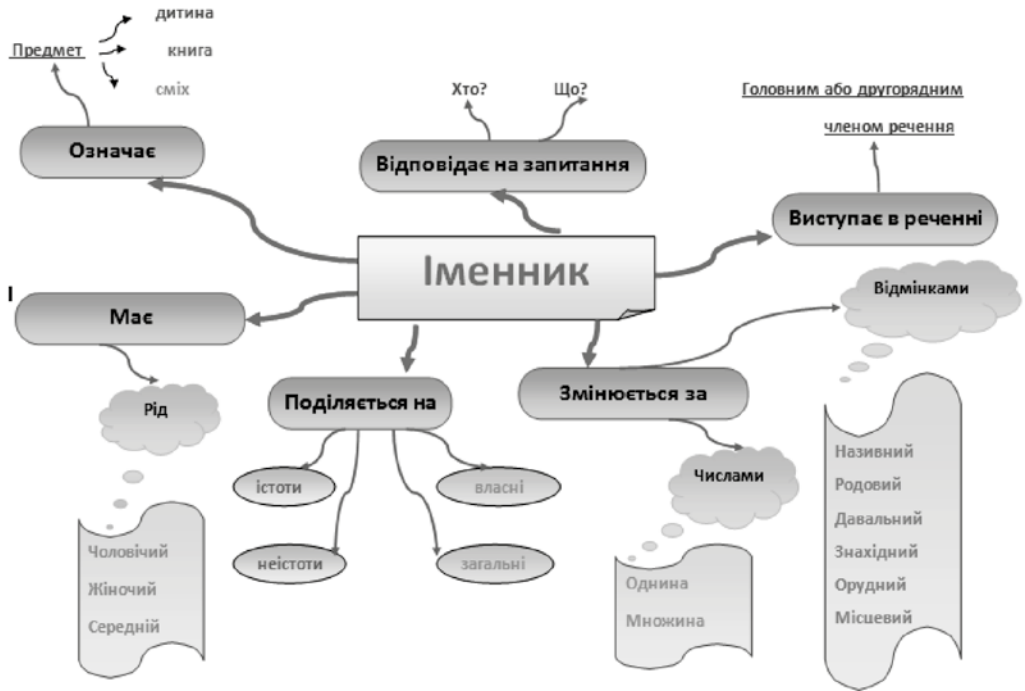 дитина
Предмет
книга
сміх
Означає
Хто?
Що?
Відповідає на запитання
Головним або другорядним
членом речення
Виступає в реченні
Іменник
І
Має
Рід
Чоловічий
Жіночий
Середній
Поділяється на
істоти
власні
неістоти
загальні
Змінюється за
Числами
Однина
Множина
Відмінками
Називний
Родовий
Давальний
Знахідний
Орудний
Місцевий